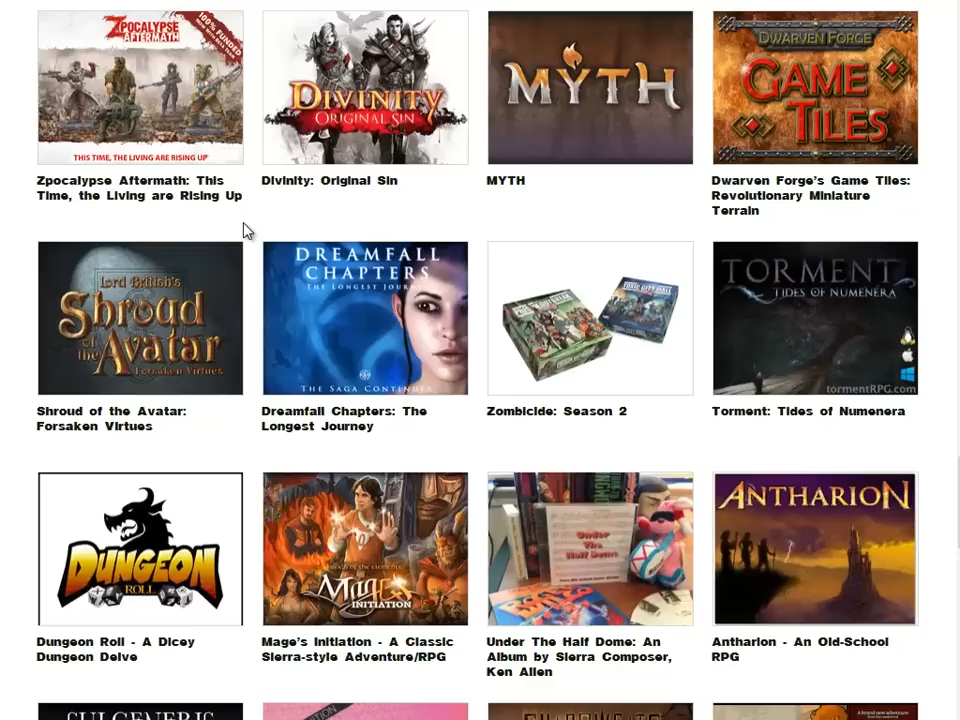 ZPOCALYPSE
AFTERMATH
100% FUNDED
THIS TIME, THE LIVING ARE RISING UP
DIVINITY
ORIGINAL SIN
MYTH
DWARVEN FORGE
GAME
TILES
Zpocalypse Aftermath: This
Time, the Living are Rising Up
Divinity: Original Sin
MYTH
Dwarven Forge's Game Tiles:
Revolutionary Miniature
Terrain
Lord British's
Shroud
of the Avatar
Forsaken Virtues
DREAMFALL
CHAPTERS
THE LONGEST JOURNEY
THE SAGA CONTINUES
TORMENT
TIDES OF NUMENERA
tormentRPG.com
Shroud of the Avatar:
Forsaken Virtues
Dreamfall Chapters: The
Longest Journey
Zombicide: Season 2
Torment: Tides of Numenera
DUNGEON
ROLL
Mage's
INITIATION
Under
The
Half Dome
ANTHARION
Dungeon Roll - A Dicey
Dungeon Delve
Mage's Initiation - A Classic
Sierra-style Adventure/RPG
Under The Half Dome: An
Album by Sierra Composer,
Ken Allen
Antharion - An Old-School
RPG